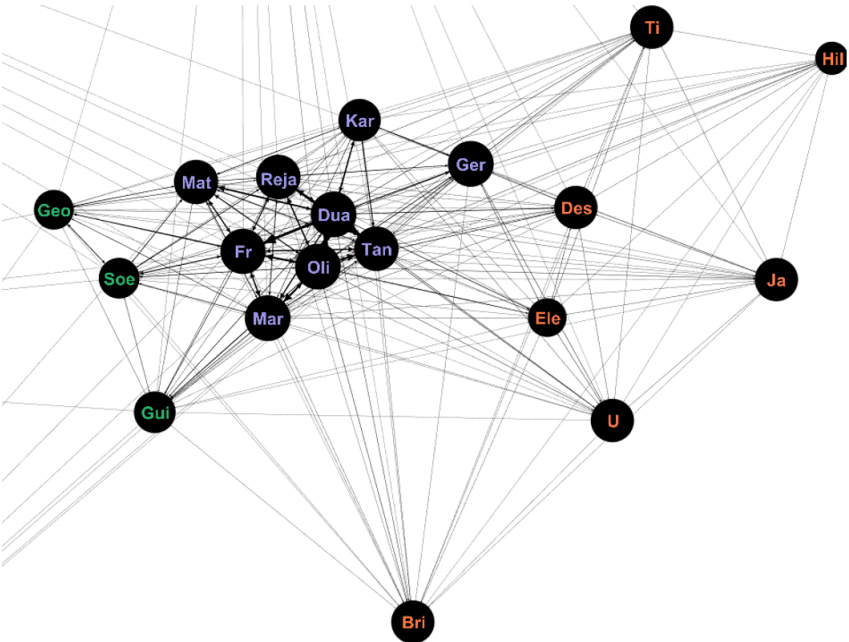 Ti
Hil
Kar
Ger
Reja
Mat
Des
Geo
Dua
Fr
Tan
Oli
Soe
Ja
Mar
Ele
Gui
U
Bri